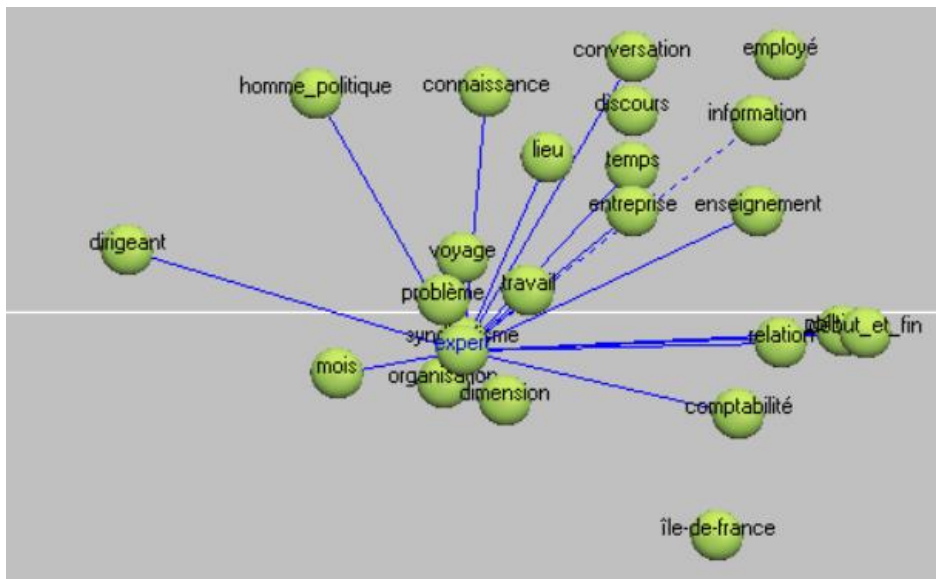 conversation
employé
homme_politique
connaissance
discours
information
lieu
temps
entreprise
enseignement
dirigeant
voyage
travail
problème
expert
relation
début_et_fin
mois
organisation
dimension
comptabilité
île-de-france